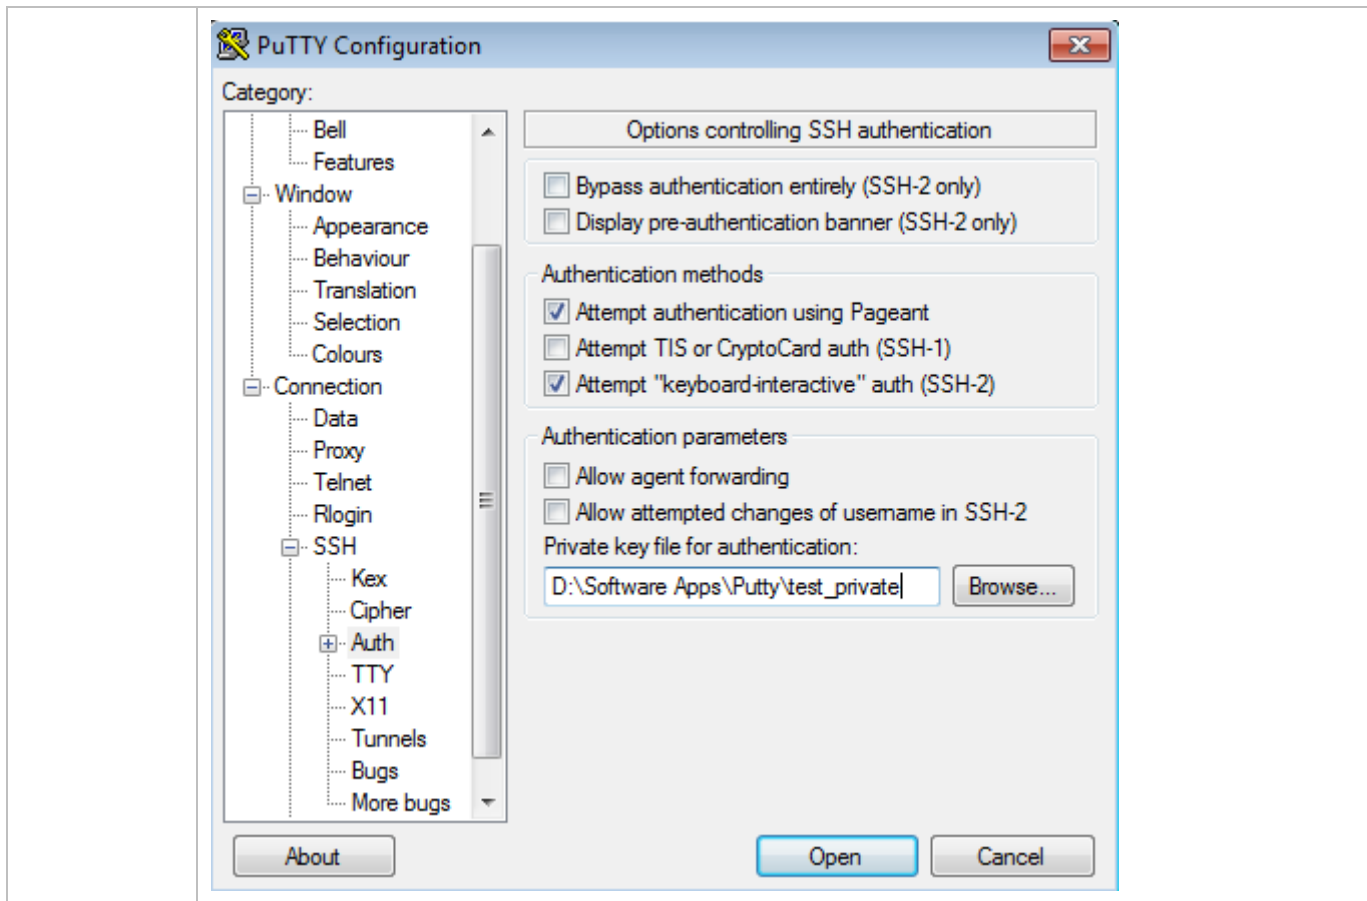 PuTTY Configuration
Category:
Bell
Features
Window
Appearance
Behaviour
Translation
Selection
Colours
Connection
Data
Proxy
Telnet
Rlogin
SSH
Kex
Cipher
Auth
TTY
X11
Tunnels
Bugs
More bugs
Options controlling SSH authentication
Bypass authentication entirely (SSH-2 only)
Display pre-authentication banner (SSH-2 only)
Authentication methods
Attempt authentication using Pageant
Attempt TIS or CryptoCard auth (SSH-1)
Attempt "keyboard-interactive" auth (SSH-2)
Authentication parameters
Allow agent forwarding
Allow attempted changes of username in SSH-2
Private key file for authentication:
D:\Software Apps\Putty\test_private
Browse...
About
Open
Cancel